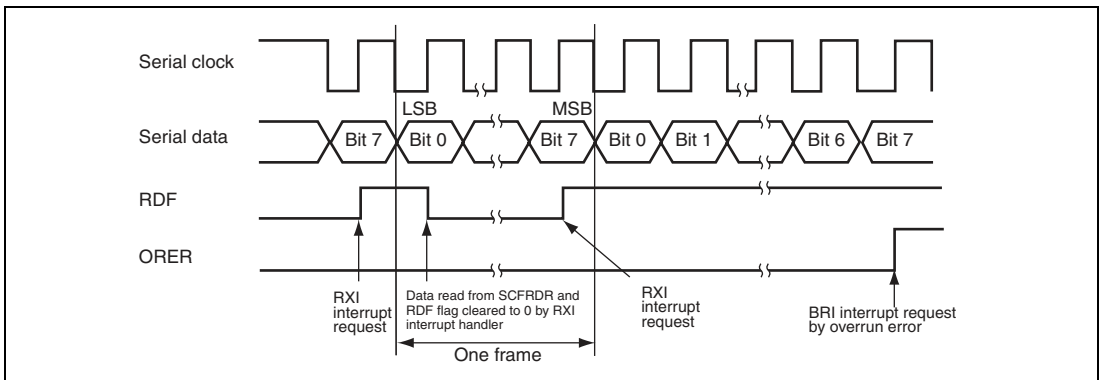 Serial clock
LSB
MSB
Serial data
Bit 7
Bit 0
Bit 7
Bit 0
Bit 1
Bit 6
Bit 7
RDF
ORER
RXI
interrupt
request
Data read from SCFRDR and
RDF flag cleared to 0 by RXI
interrupt handler
RXI
interrupt
request
BRI interrupt request
by overrun error
One frame